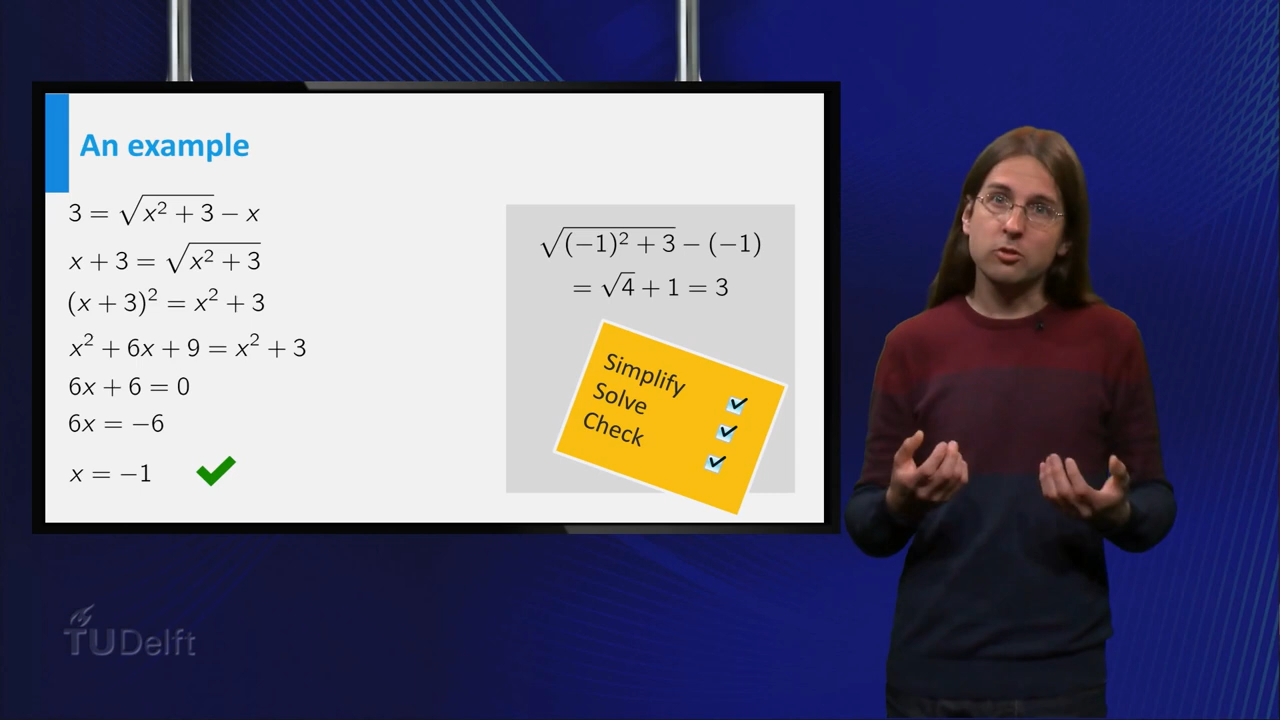 An example
3 = √(x² + 3) − x
x + 3 = √(x² + 3)
(x + 3)² = x² + 3
x² + 6x + 9 = x² + 3
6x + 6 = 0
6x = −6
x = −1
√((−1)² + 3) − (−1)
= √4 + 1 = 3
Simplify
Solve
Check
TUDelft